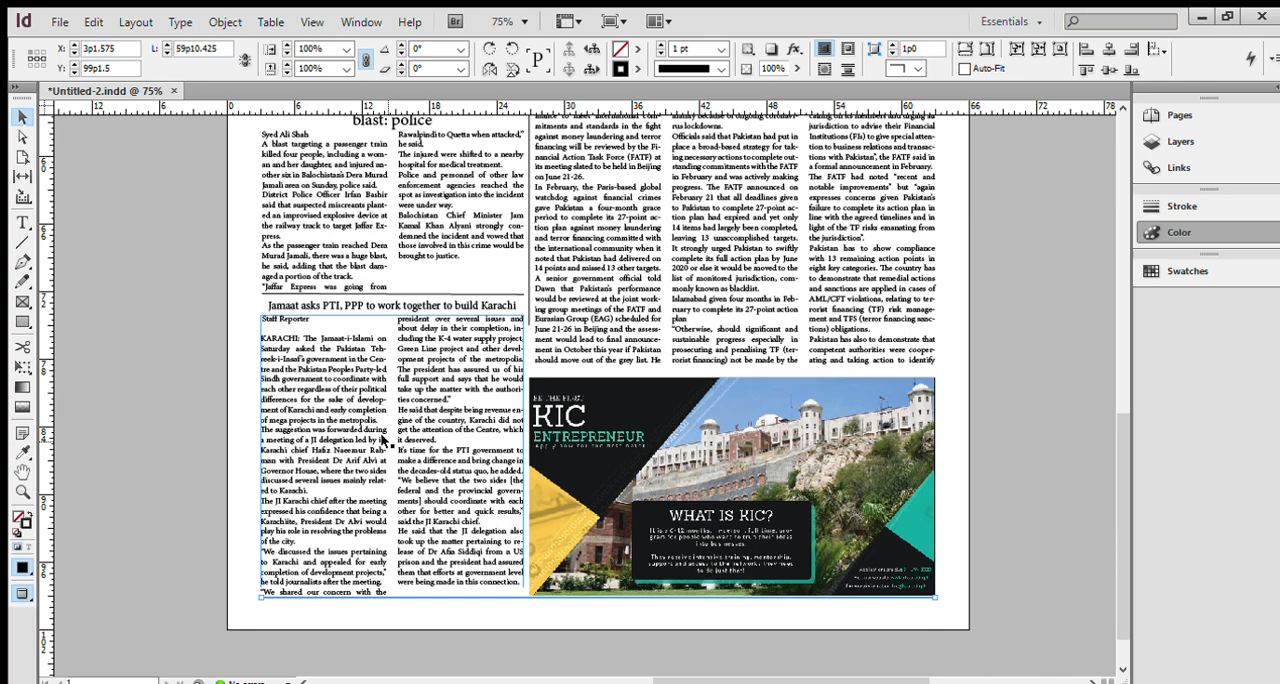 Id File Edit Layout Type Object Table View Window Help Br 75% Essentials
X: 3p1.575 L: 59p10.425 100% 0° 1 pt 1p0
Y: 99p1.5 100% 0° P 100% Auto-Fit
*Untitled-2.indd @ 75% ×
12 6 0 6 12 18 24 30 36 42 48 54 60 66 72 78
Pages
Layers
Links
Stroke
Color
Swatches
blast: police
Syed Ali Shah
A blast targeting a passenger train
killed four people, including a wom-
an and her daughter, and injured an-
other six in Balochistan's Dera Murad
Jamali area on Sunday, police said.
District Police Officer Irfan Bashir
said that suspected miscreants plant-
ed an improvised explosive device at
the railway track to target Jaffar Ex-
press.
As the passenger train reached Dera
Murad Jamali, there was a huge blast,
he said, adding that the blast dam-
aged a portion of the track.
"Jaffar Express was going from
Rawalpindi to Quetta when attacked,"
he said.
The injured were shifted to a nearby
hospital for medical treatment.
Police and personnel of other law
enforcement agencies reached the
spot as investigation into the incident
were under way.
Balochistan Chief Minister Jam
Kamal Khan Alyani strongly con-
demned the incident and vowed that
those involved in this crime would be
brought to justice.
Jamaat asks PTI, PPP to work together to build Karachi
Staff Reporter
KARACHI: The Jamaat-i-Islami on
Saturday asked the Pakistan Teh-
reek-i-Insaf's government in the Cen-
tre and the Pakistan Peoples Party-led
Sindh government to coordinate with
each other regardless of their political
differences for the sake of develop-
ment of Karachi and early completion
of mega projects in the metropolis.
The suggestion was forwarded during
a meeting of a JI delegation led by
Karachi chief Hafiz Naeemur Rah-
man with President Dr Arif Alvi at
Governor House, where the two sides
discussed several issues mainly relat-
ed to Karachi.
The JI Karachi chief after the meeting
expressed his confidence that being a
Karachiite, President Dr Alvi would
play his role in resolving the problems
of the city.
"We discussed the issues pertaining
to Karachi and appealed for early
completion of development projects,"
he told journalists after the meeting.
"We shared our concern with the
president over several issues and
about delay in their completion, in-
cluding the K-4 water supply project,
Green Line project and other devel-
opment projects of the metropolis.
The president has assured us of his
full support and says that he would
take up the matter with the authori-
ties concerned."
He said that despite being revenue en-
gine of the country, Karachi did not
get the attention of the Centre, which
it deserved.
It's time for the PTI government to
make a difference and bring change in
the decades-old status quo, he added.
"We believe that the two sides [the
federal and the provincial govern-
ments] should coordinate with each
other for better and quick results,"
said the JI Karachi chief.
He said that the JI delegation also
took up the matter pertaining to re-
lease of Dr Afia Siddiqi from a US
prison and the president had assured
them that efforts at government level
were being made in this connection.
mitments and standards in the fight
against money laundering and terror
financing will be reviewed by the Fi-
nancial Action Task Force (FATF) at
its meeting slated to be held in Beijing
on June 21-26.
In February, the Paris-based global
watchdog against financial crimes
gave Pakistan a four-month grace
period to complete its 27-point ac-
tion plan against money laundering
and terror financing committed with
the international community when it
noted that Pakistan had delivered on
14 points and missed 13 other targets.
A senior government official told
Dawn that Pakistan's performance
would be reviewed at the joint work-
ing group meetings of the FATF and
Eurasian Group (EAG) scheduled for
June 21-26 in Beijing and the assess-
ment would lead to final announce-
ment in October this year if Pakistan
should move out of the grey list. He
mainly because of ongoing coronavi-
rus lockdowns.
Officials said that Pakistan had put in
place a broad-based strategy for tak-
ing necessary actions to complete out-
standing commitments with the FATF
in February and was actively making
progress. The FATF announced on
February 21 that all deadlines given
to Pakistan to complete 27-point ac-
tion plan had expired and yet only
14 items had largely been completed,
leaving 13 unaccomplished targets.
It strongly urged Pakistan to swiftly
complete its full action plan by June
2020 or else it would be moved to the
list of monitored jurisdiction, com-
monly known as blacklist.
Islamabad given four months in Feb-
ruary to complete its 27-point action
plan
"Otherwise, should significant and
sustainable progress especially in
prosecuting and penalising TF (ter-
rorist financing) not be made by the
jurisdiction to advise their Financial
Institutions (FIs) to give special atten-
tion to business relations and transac-
tions with Pakistan", the FATF said in
a formal announcement in February.
The FATF had noted "recent and
notable improvements" but "again
expresses concerns given Pakistan's
failure to complete its action plan in
line with the agreed timelines and in
light of the TF risks emanating from
the jurisdiction".
Pakistan has to show compliance
with 13 remaining action points in
eight key categories. The country has
to demonstrate that remedial actions
and sanctions are applied in cases of
AML/CFT violations, relating to ter-
rorist financing (TF) risk manage-
ment and TFS (terror financing sanc-
tions) obligations.
Pakistan has also to demonstrate that
competent authorities were cooper-
ating and taking action to identify
BE THE FIRST
KIC
ENTREPRENEUR
WHAT IS KIC?